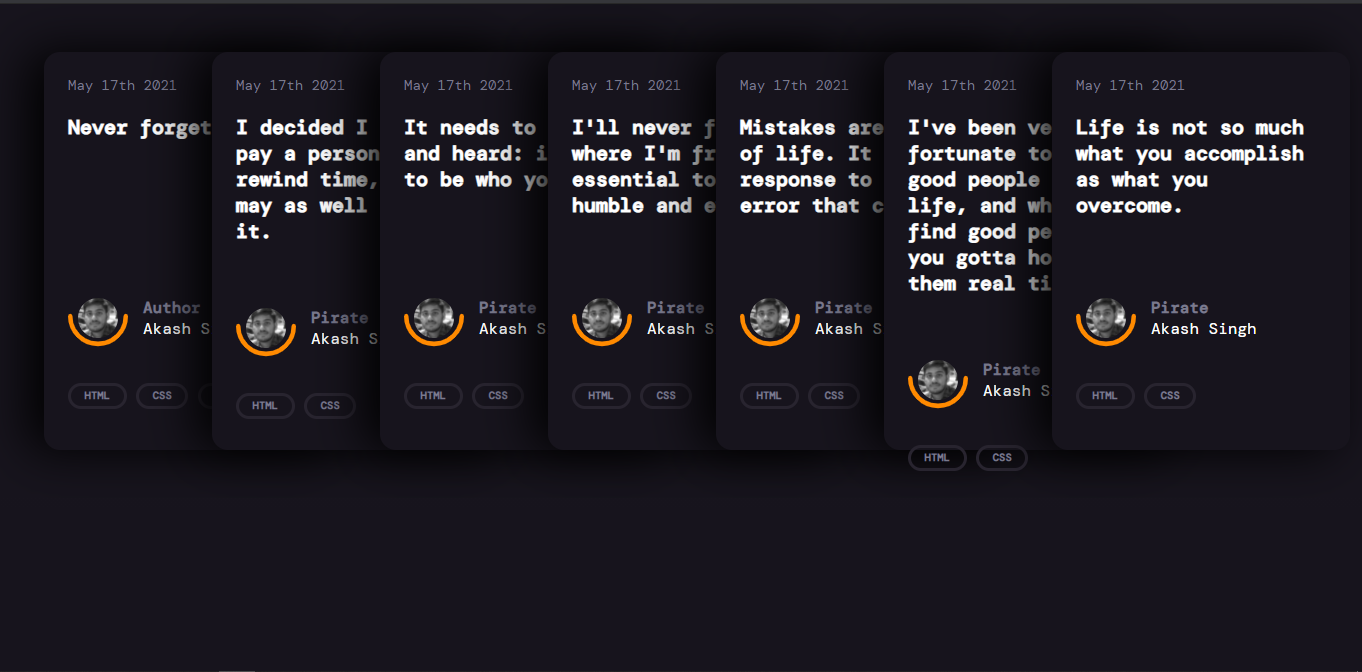 May 17th 2021
Never forget
Author
Akash S
HTML
CSS
May 17th 2021
I decided I
pay a person
rewind time,
may as well
it.
Pirate
Akash S
HTML
CSS
May 17th 2021
It needs to
and heard: i
to be who yo
Pirate
Akash S
HTML
CSS
May 17th 2021
I'll never f
where I'm fr
essential to
humble and e
Pirate
Akash S
HTML
CSS
May 17th 2021
Mistakes are
of life. It
response to
error that c
Pirate
Akash S
HTML
CSS
May 17th 2021
I've been ve
fortunate to
good people
life, and wh
find good pe
you gotta ho
them real ti
Pirate
Akash S
HTML
CSS
May 17th 2021
Life is not so much
what you accomplish
as what you
overcome.
Pirate
Akash Singh
HTML
CSS